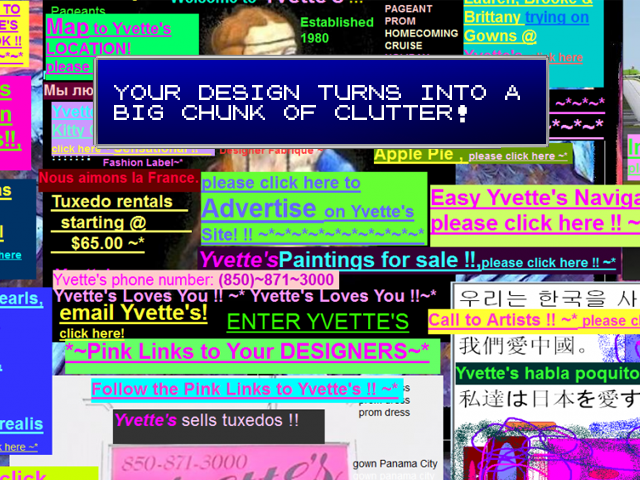 Pageants
Welcome to Yvette's !!!
PAGEANT
PROM
HOMECOMING
CRUISE
Lauren, Brooke &
Brittany trying on
Gowns @
TO
Map to Yvette's
LOCATION!
please
Established
1980
YOUR DESIGN TURNS INTO A
BIG CHUNK OF CLUTTER!
Мы лю
Yvette
Kitty
click here~
Designer Fabrique
Fashion Label~*
~*~*~*~
~*~*~*~
Apple Pie , please click here ~*
Nous aimons la France.
Tuxedo rentals
starting @
$65.00 ~*
please click here to
Advertise on Yvette's
Site! !! ~*~*~*~*~*~*~*~*~*
Easy Yvette's Naviga
please click here !! ~
here
Yvette's Paintings for sale !!,please click here !! ~*
Yvette's phone number: (850)~871~3000
Yvette's Loves You !! ~* Yvette's Loves You !!~*
earls,
email Yvette's!
click here!
ENTER YVETTE'S
우리는 한국을 사
Call to Artists !! ~* please c
*~Pink Links to Your DESIGNERS~*
我們愛中國。
Yvette's habla poquito
Follow the Pink Links to Yvette's !! ~*
prom dress
私達は日本を愛す
Yvette's sells tuxedos !!
realis
k here ~*
850-871-3000
Yvette's
gown Panama City
click